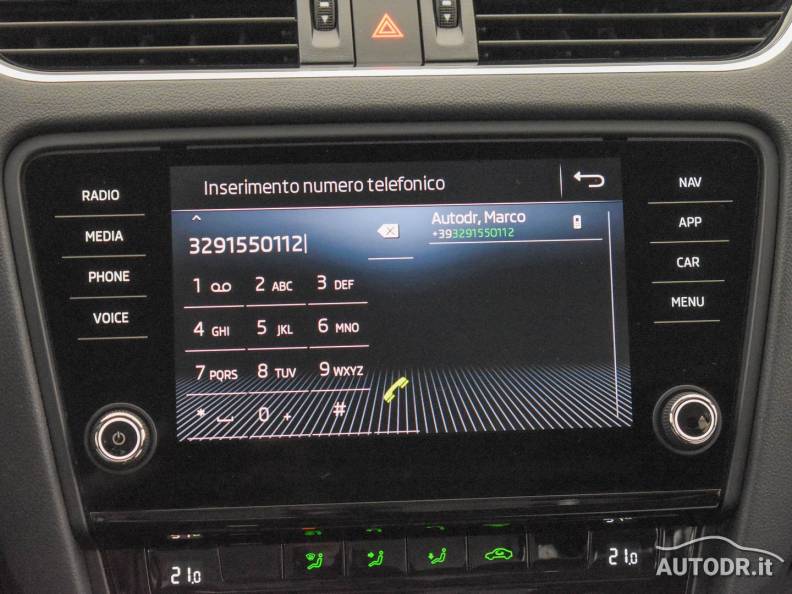 Inserimento numero telefonico
RADIO
MEDIA
PHONE
VOICE
NAV
APP
CAR
MENU
3291550112
Autodr, Marco
+393291550112
1 2 ABC 3 DEF
4 GHI 5 JKL 6 MNO
7 PQRS 8 TUV 9 WXYZ
* 0 + #
21.0
21.0
AUTODR.it